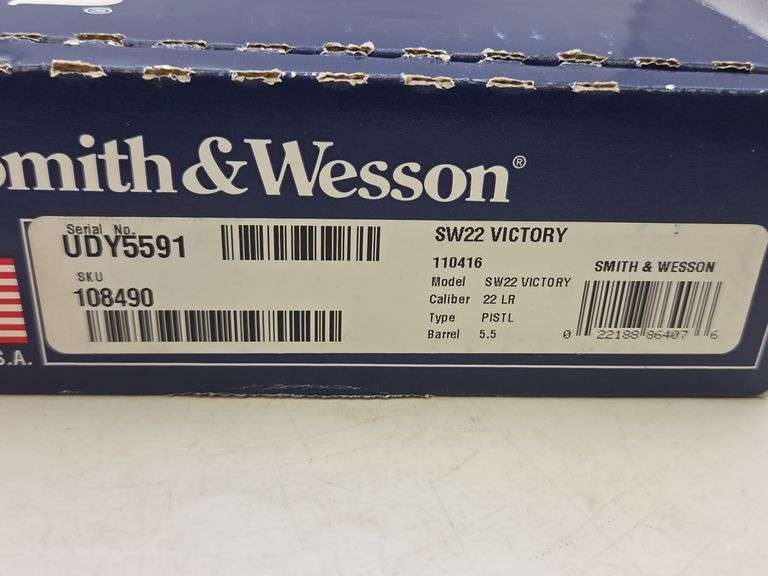 Smith&Wesson®
Serial No.
UDY5591
SKU
108490
SW22 VICTORY
110416
Model SW22 VICTORY
Caliber 22 LR
Type PISTL
Barrel 5.5
SMITH & WESSON
0 22188 86407 6
S.A.